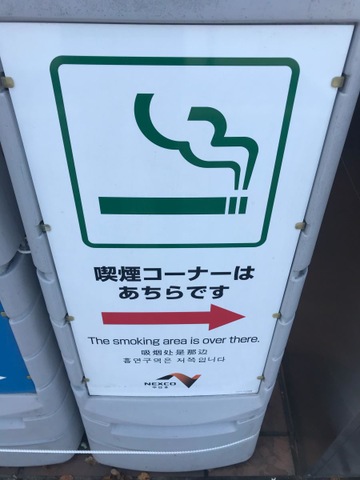 喫煙コーナーは
あちらです
The smoking area is over there.
吸烟处是那边
흡연구역은 저쪽입니다
NEXCO